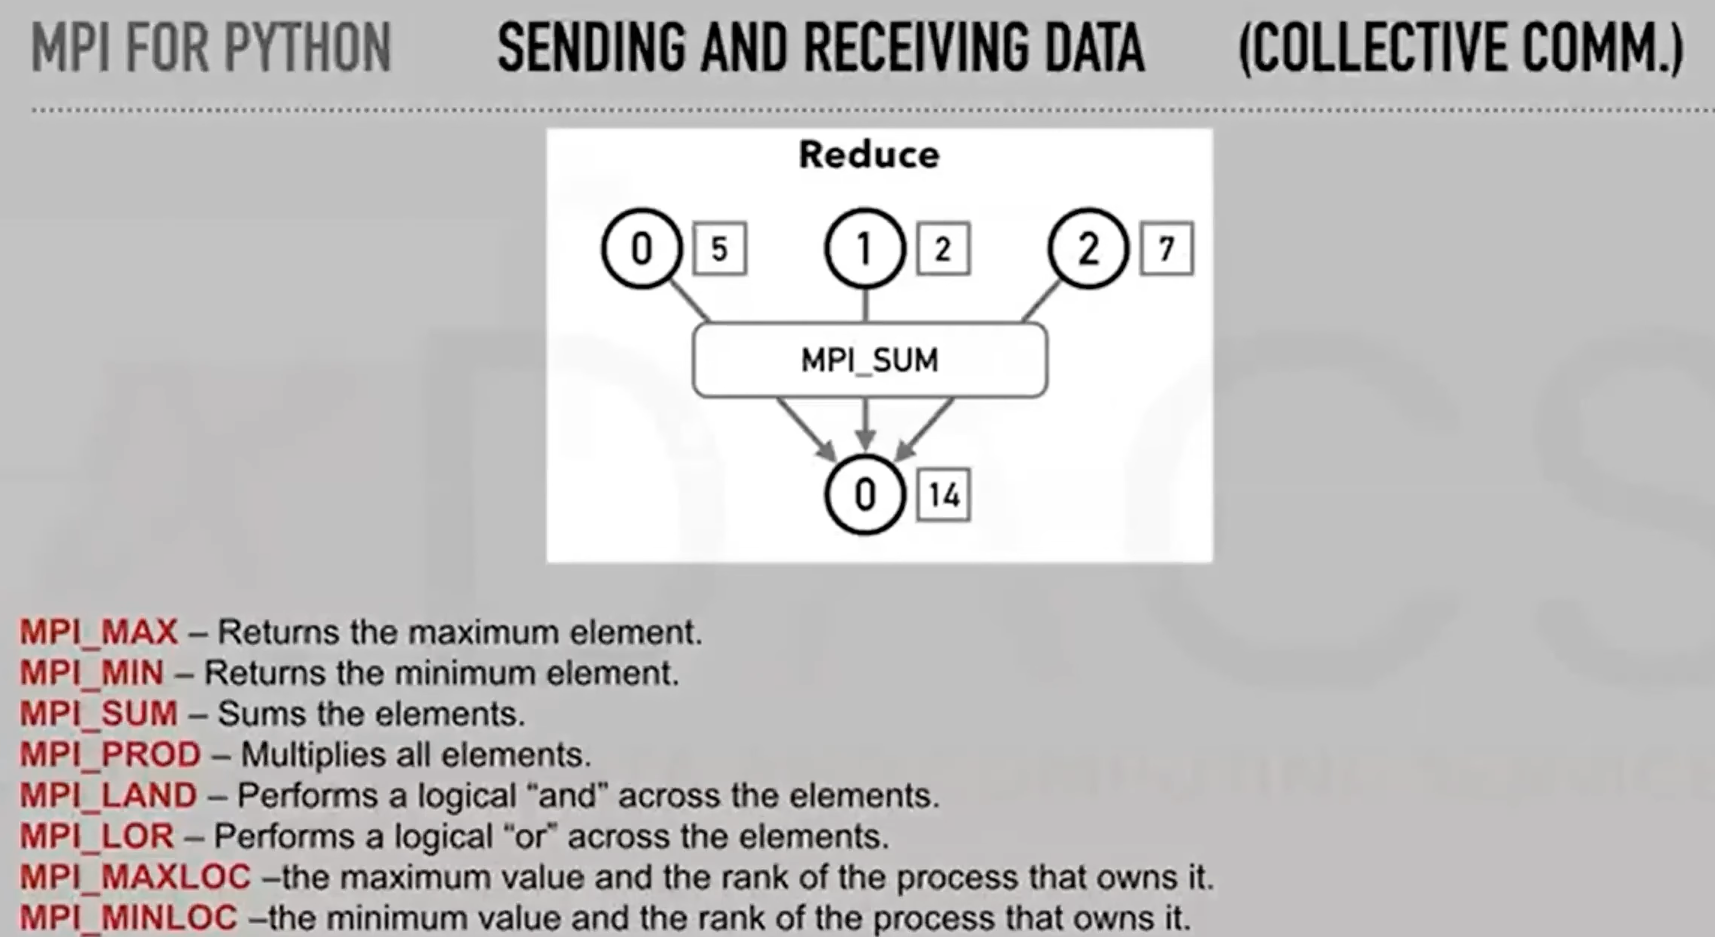 MPI FOR PYTHON SENDING AND RECEIVING DATA (COLLECTIVE COMM.)
Reduce
0 5 1 2 2 7
MPI_SUM
0 14
MPI_MAX – Returns the maximum element.
MPI_MIN – Returns the minimum element.
MPI_SUM – Sums the elements.
MPI_PROD – Multiplies all elements.
MPI_LAND – Performs a logical “and” across the elements.
MPI_LOR – Performs a logical “or” across the elements.
MPI_MAXLOC –the maximum value and the rank of the process that owns it.
MPI_MINLOC –the minimum value and the rank of the process that owns it.